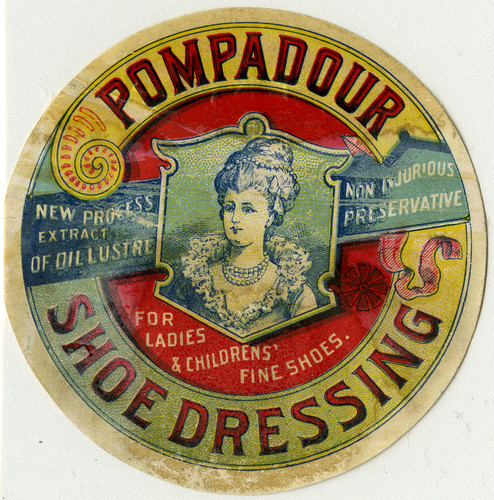 POMPADOUR
NEW PROCESS
EXTRACT
OF OIL LUSTRE
NON INJURIOUS
PRESERVATIVE
FOR
LADIES
& CHILDRENS'
FINE SHOES.
SHOE DRESSING